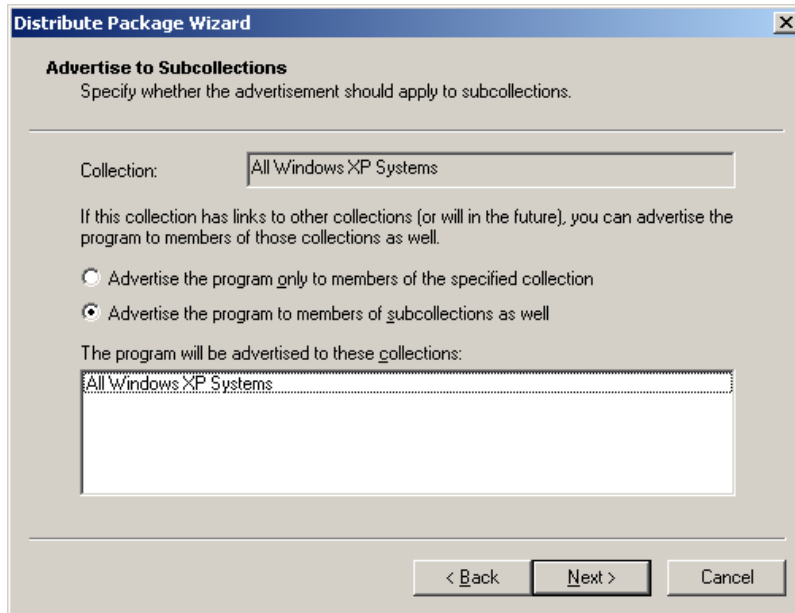 Distribute Package Wizard
Advertise to Subcollections
Specify whether the advertisement should apply to subcollections.
Collection: All Windows XP Systems
If this collection has links to other collections (or will in the future), you can advertise the
program to members of those collections as well.
Advertise the program only to members of the specified collection
Advertise the program to members of subcollections as well
The program will be advertised to these collections:
All Windows XP Systems
< Back Next > Cancel